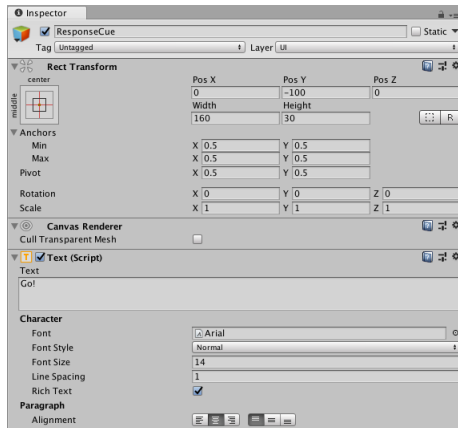 Inspector
ResponseCue Static
Tag Untagged Layer UI
Rect Transform
center Pos X Pos Y Pos Z
middle 0 -100 0
Width Height
160 30 R
Anchors
Min X 0.5 Y 0.5
Max X 0.5 Y 0.5
Pivot X 0.5 Y 0.5
Rotation X 0 Y 0 Z 0
Scale X 1 Y 1 Z 1
Canvas Renderer
Cull Transparent Mesh
T Text (Script)
Text
Go!
Character
Font Arial
Font Style Normal
Font Size 14
Line Spacing 1
Rich Text
Paragraph
Alignment